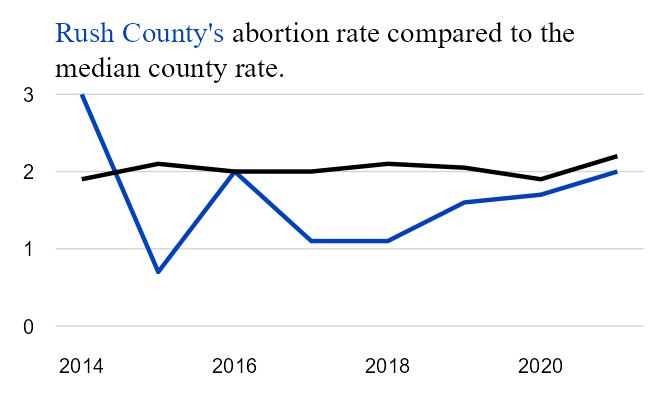 Rush County's abortion rate compared to the
median county rate.
3
2
1
0
2014 2016 2018 2020